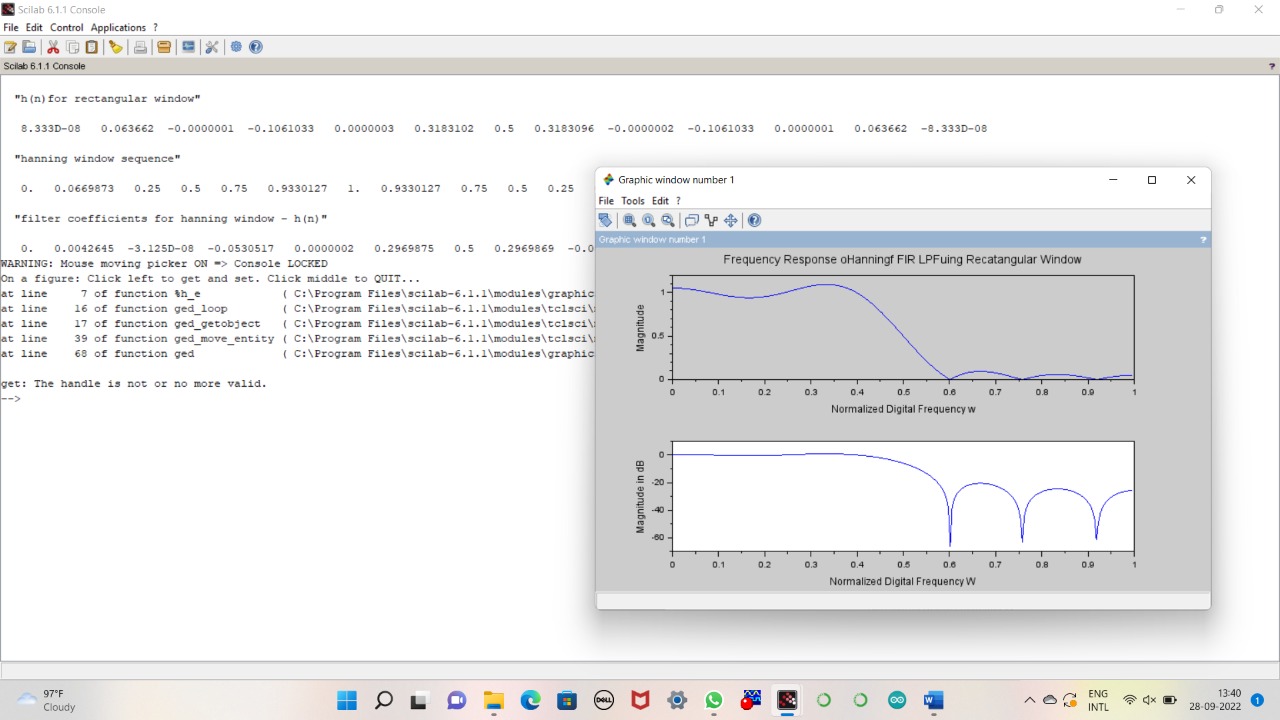 Scilab 6.1.1 Console
File Edit Control Applications ?
Scilab 6.1.1 Console ?
"h(n)for rectangular window"
8.333D-08 0.063662 -0.0000001 -0.1061033 0.0000003 0.3183102 0.5 0.3183096 -0.0000002 -0.1061033 0.0000001 0.063662 -8.333D-08
"hanning window sequence"
0. 0.0669873 0.25 0.5 0.75 0.9330127 1. 0.9330127 0.75 0.5 0.25
"filter coefficients for hanning window - h(n)"
0. 0.0042645 -3.125D-08 -0.0530517 0.0000002 0.2969875 0.5 0.2969869 -0.0
WARNING: Mouse moving picker ON => Console LOCKED
On a figure: Click left to get and set. Click middle to QUIT...
at line 7 of function %h_e ( C:\Program Files\scilab-6.1.1\modules\graphic
at line 16 of function ged_loop ( C:\Program Files\scilab-6.1.1\modules\tclsci\
at line 17 of function ged_getobject ( C:\Program Files\scilab-6.1.1\modules\tclsci\
at line 39 of function ged_move_entity ( C:\Program Files\scilab-6.1.1\modules\tclsci\
at line 68 of function ged ( C:\Program Files\scilab-6.1.1\modules\graphic
get: The handle is not or no more valid.
-->
Graphic window number 1
File Tools Edit ?
Graphic window number 1 ?
Frequency Response oHanningf FIR LPFuing Recatangular Window
Magnitude
1
0.5
0
0 0.1 0.2 0.3 0.4 0.5 0.6 0.7 0.8 0.9 1
Normalized Digital Frequency w
Magnitude in dB
0
-20
-40
-60
0 0.1 0.2 0.3 0.4 0.5 0.6 0.7 0.8 0.9 1
Normalized Digital Frequency W
97°F
Cloudy
DELL
W
ENG
INTL
13:40
28-09-2022
1